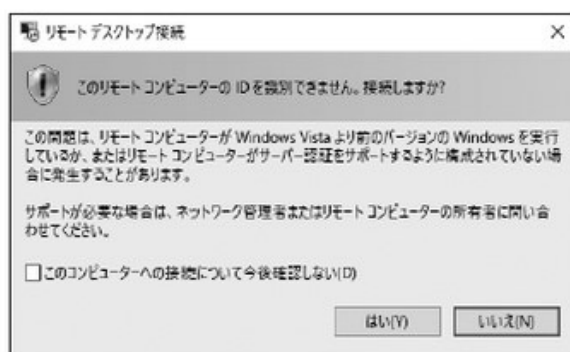 リモート デスクトップ接続
このリモート コンピューターの ID を識別できません。接続しますか?
この問題は、リモート コンピューターが Windows Vista より前のバージョンの Windows を実行
しているか、またはリモート コンピューターがサーバー認証をサポートするように構成されていない場
合に発生することがあります。
サポートが必要な場合は、ネットワーク管理者またはリモート コンピューターの所有者に問い合
わせてください。
このコンピューターへの接続について今後確認しない(D)
はい(Y)
いいえ(N)